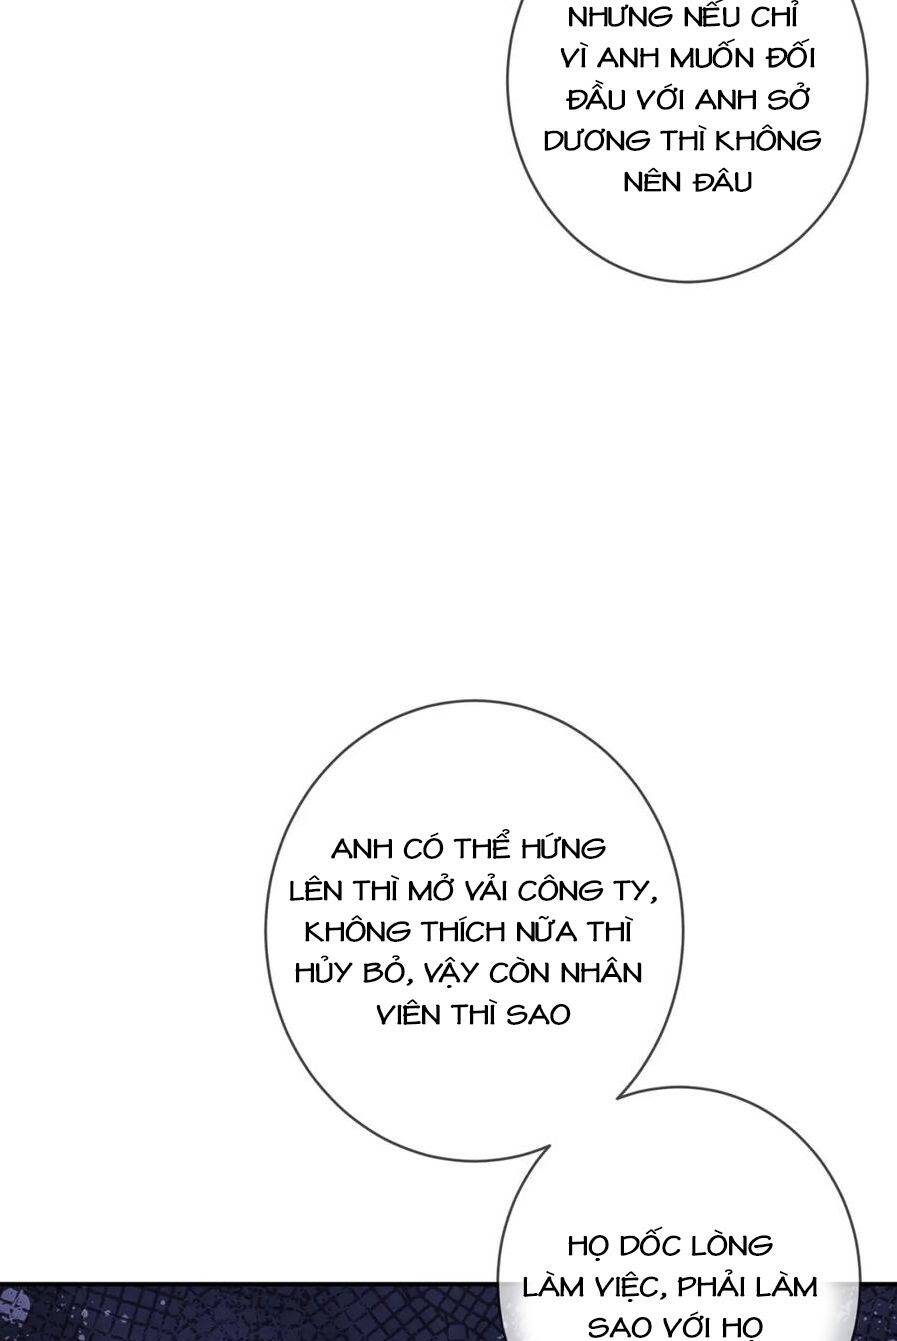 NHƯNG NẾU CHỈ
VÌ ANH MUỐN ĐỐI
ĐẦU VỚI ANH SỞ
DƯƠNG THÌ KHÔNG
NÊN ĐÂU
ANH CÓ THỂ HỨNG
LÊN THÌ MỞ VẢI CÔNG TY,
KHÔNG THÍCH NỮA THÌ
HỦY BỎ, VẬY CÒN NHÂN
VIÊN THÌ SAO
HỌ DỐC LÒNG
LÀM VIỆC, PHẢI LÀM
SAO VỚI HỌ